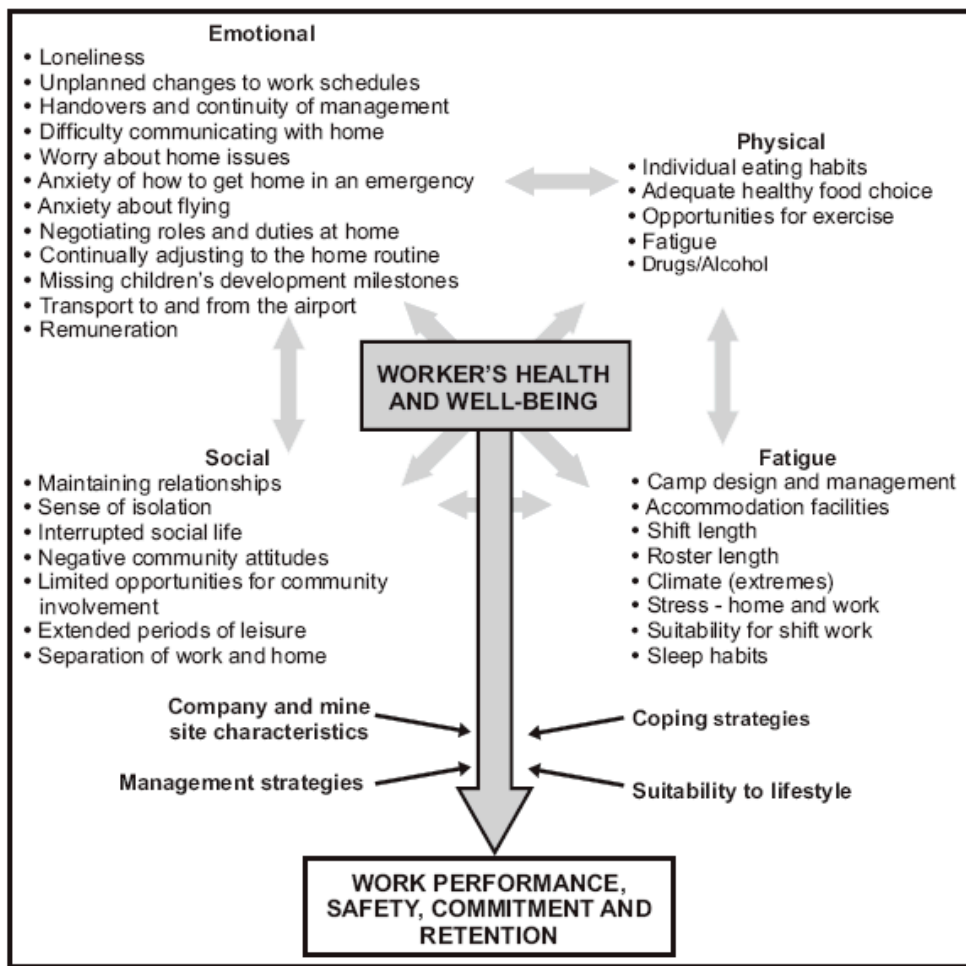 Emotional
• Loneliness
• Unplanned changes to work schedules
• Handovers and continuity of management
• Difficulty communicating with home
• Worry about home issues
• Anxiety of how to get home in an emergency
• Anxiety about flying
• Negotiating roles and duties at home
• Continually adjusting to the home routine
• Missing children's development milestones
• Transport to and from the airport
• Remuneration
Physical
• Individual eating habits
• Adequate healthy food choice
• Opportunities for exercise
• Fatigue
• Drugs/Alcohol
WORKER'S HEALTH
AND WELL-BEING
Social
• Maintaining relationships
• Sense of isolation
• Interrupted social life
• Negative community attitudes
• Limited opportunities for community
involvement
• Extended periods of leisure
• Separation of work and home
Fatigue
• Camp design and management
• Accommodation facilities
• Shift length
• Roster length
• Climate (extremes)
• Stress - home and work
• Suitability for shift work
• Sleep habits
Company and mine
site characteristics
Management strategies
Coping strategies
Suitability to lifestyle
WORK PERFORMANCE,
SAFETY, COMMITMENT AND
RETENTION